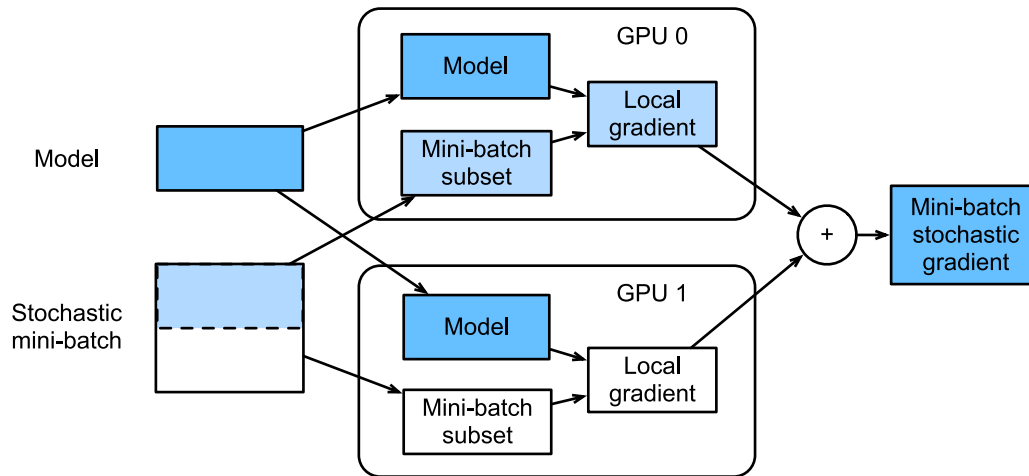 Model
Stochastic
mini-batch
GPU 0
Model
Mini-batch
subset
Local
gradient
GPU 1
Model
Mini-batch
subset
Local
gradient
+
Mini-batch
stochastic
gradient